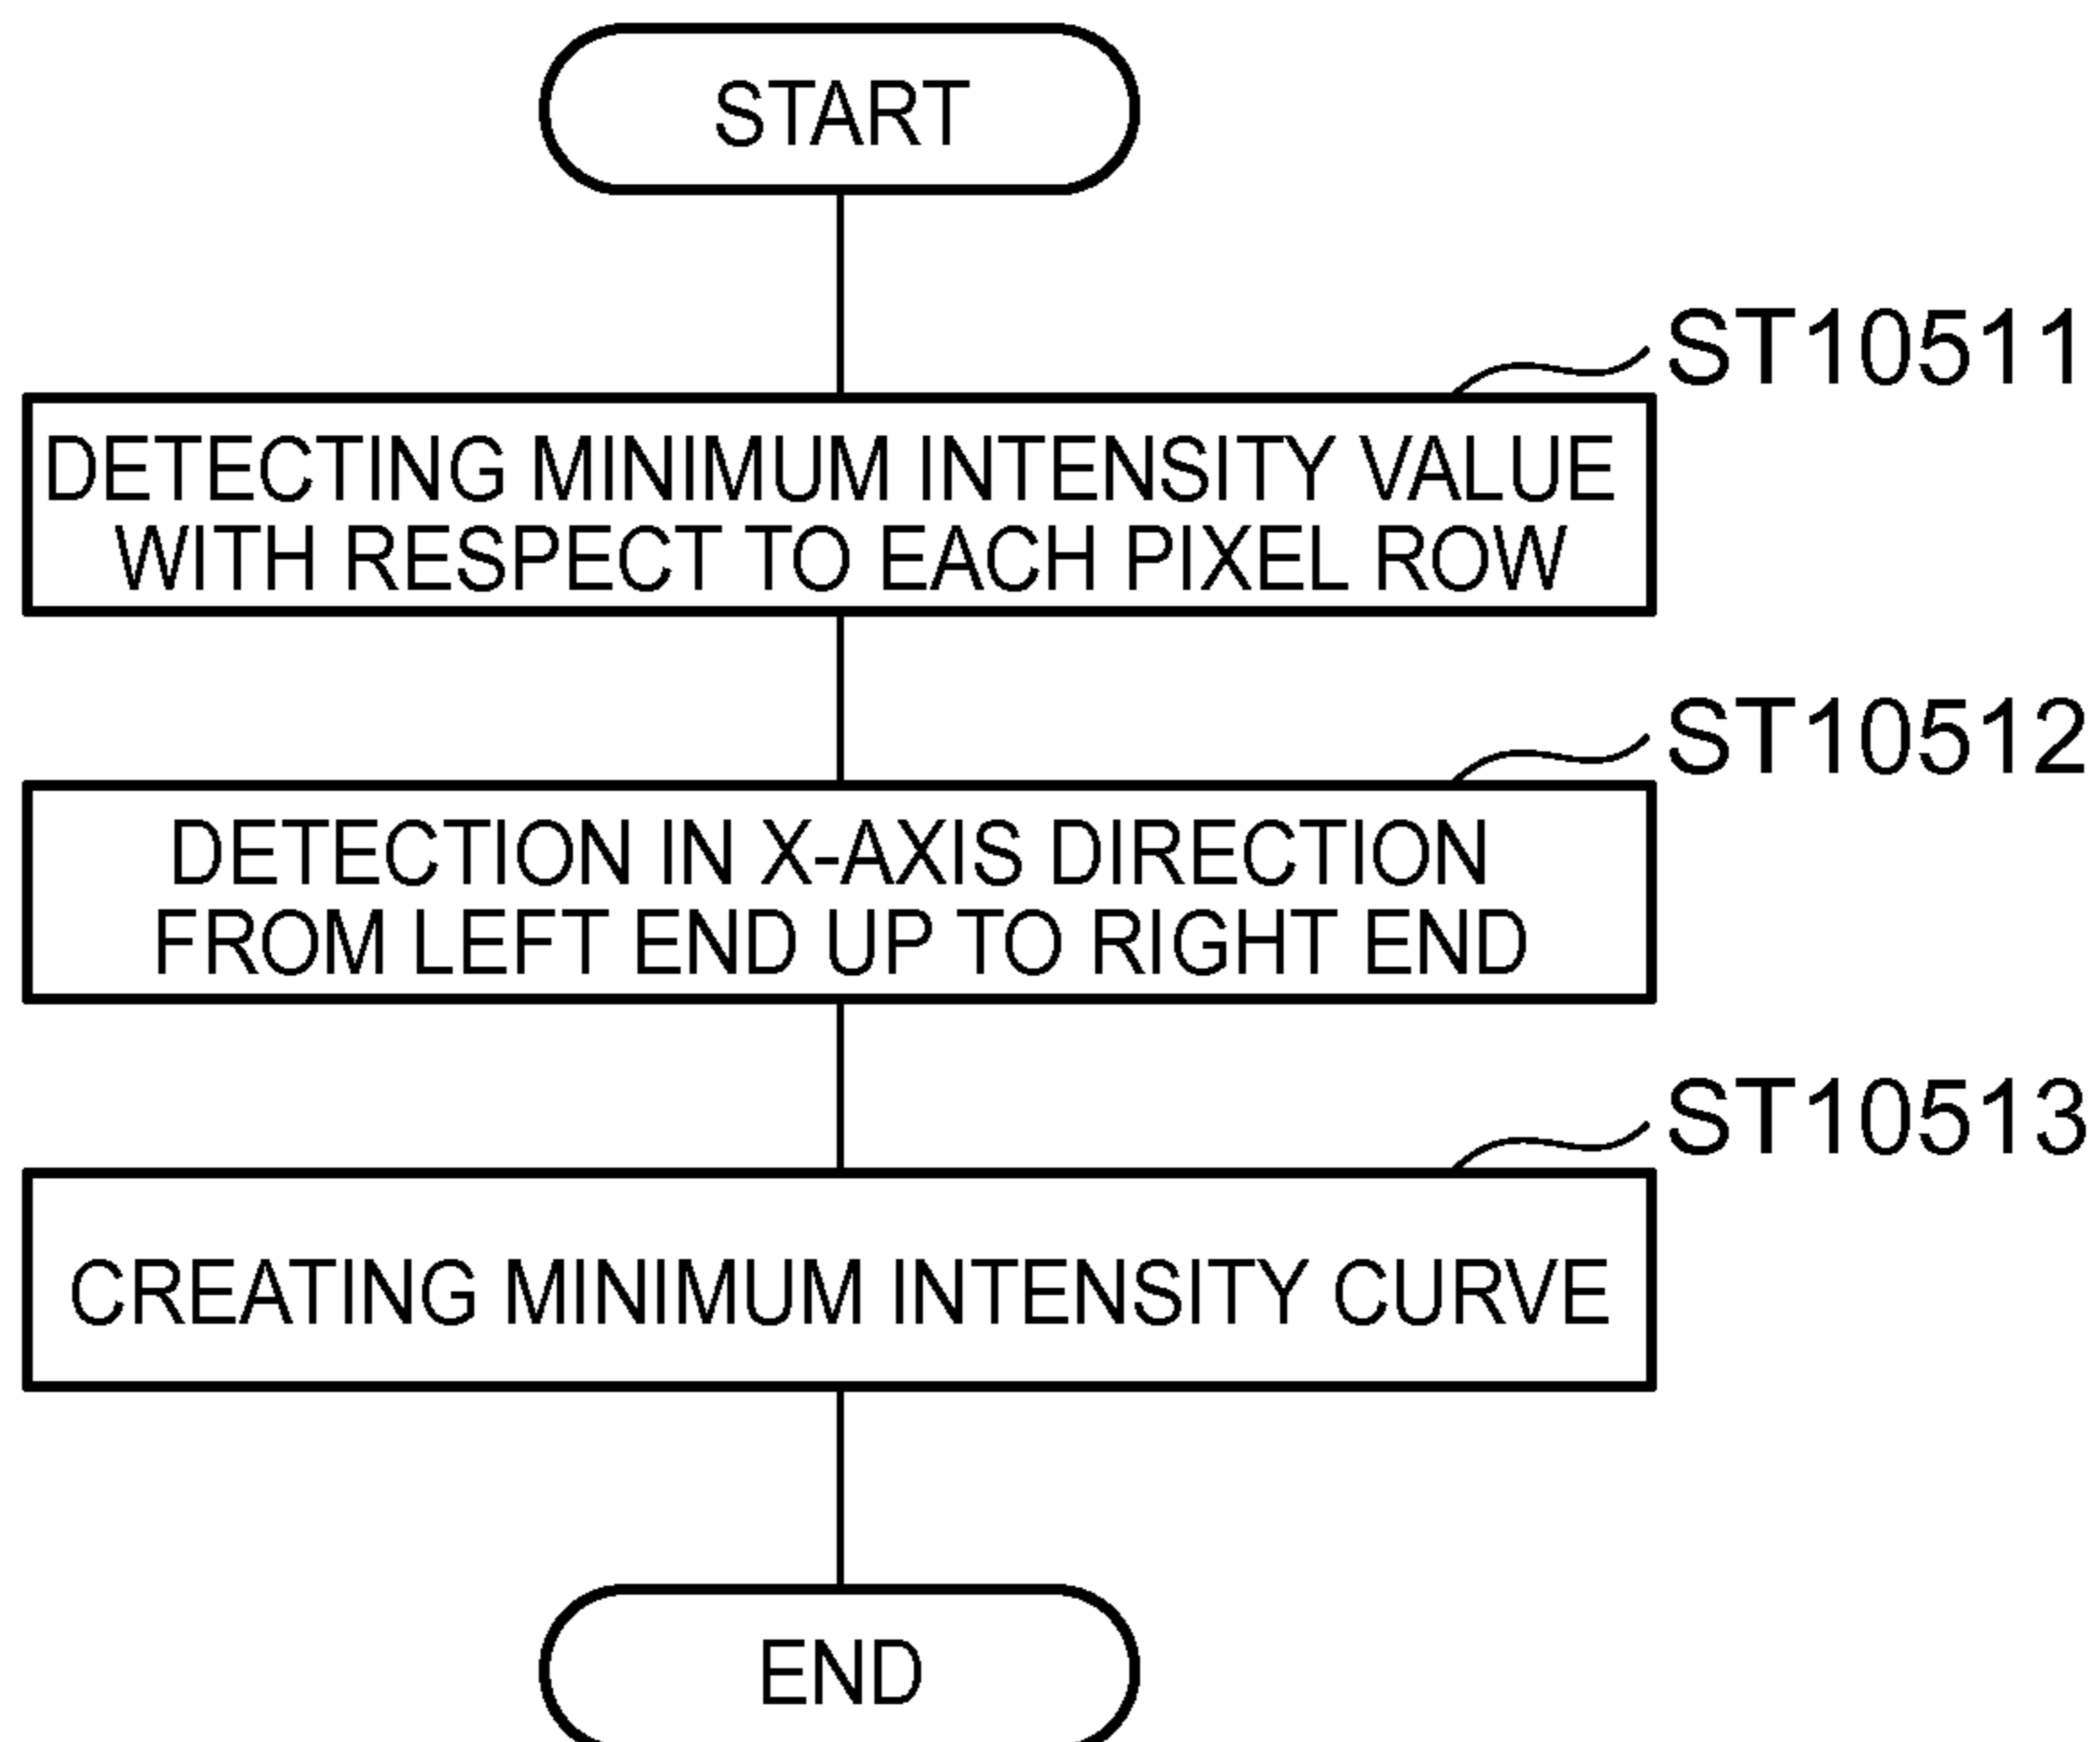 START
ST10511
DETECTING MINIMUM INTENSITY VALUE
WITH RESPECT TO EACH PIXEL ROW
ST10512
DETECTION IN X-AXIS DIRECTION
FROM LEFT END UP TO RIGHT END
ST10513
CREATING MINIMUM INTENSITY CURVE
END